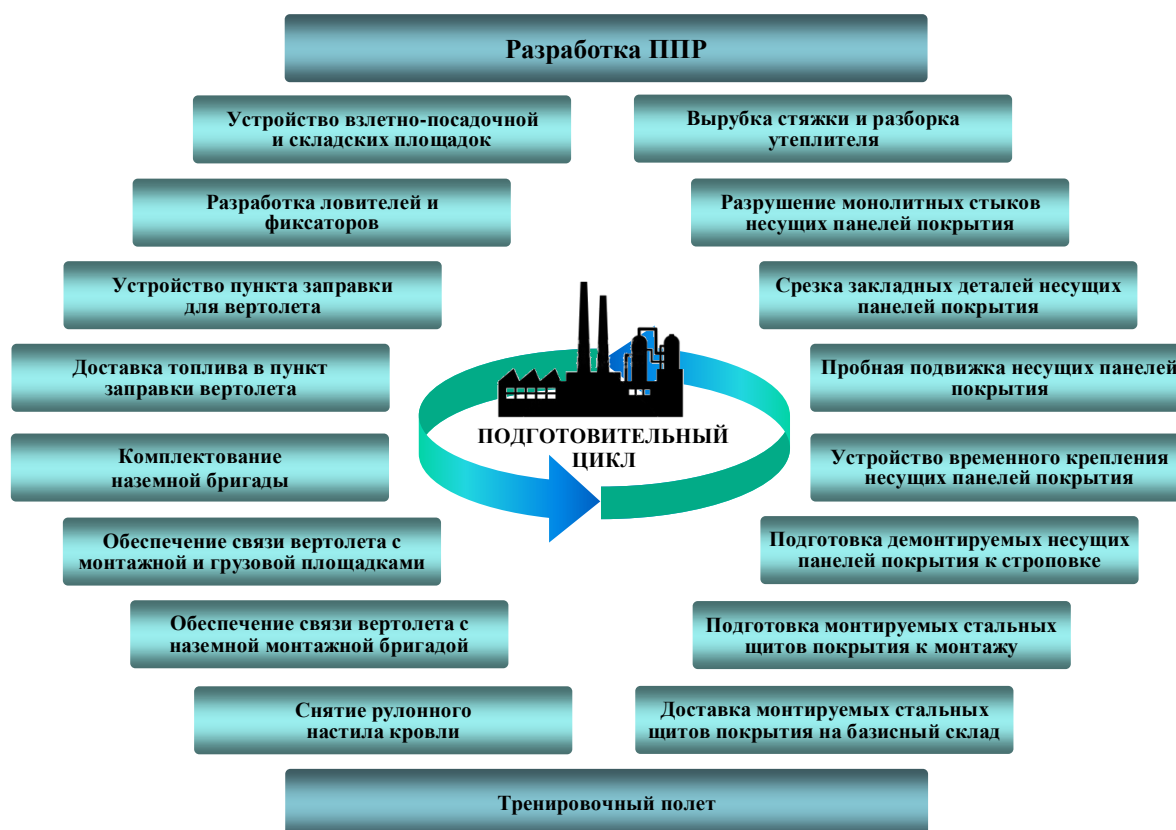 Разработка ППР
Устройство взлетно-посадочной
и складских площадок
Разработка ловителей и
фиксаторов
Устройство пункта заправки
для вертолета
Доставка топлива в пункт
заправки вертолета
Комплектование
наземной бригады
Обеспечение связи вертолета с
монтажной и грузовой площадками
Обеспечение связи вертолета с
наземной монтажной бригадой
Снятие рулонного
настила кровли
ПОДГОТОВИТЕЛЬНЫЙ
ЦИКЛ
Вырубка стяжки и разборка
утеплителя
Разрушение монолитных стыков
несущих панелей покрытия
Срезка закладных деталей несущих
панелей покрытия
Пробная подвижка несущих панелей
покрытия
Устройство временного крепления
несущих панелей покрытия
Подготовка демонтируемых несущих
панелей покрытия к строповке
Подготовка монтируемых стальных
щитов покрытия к монтажу
Доставка монтируемых стальных
щитов покрытия на базисный склад
Тренировочный полет